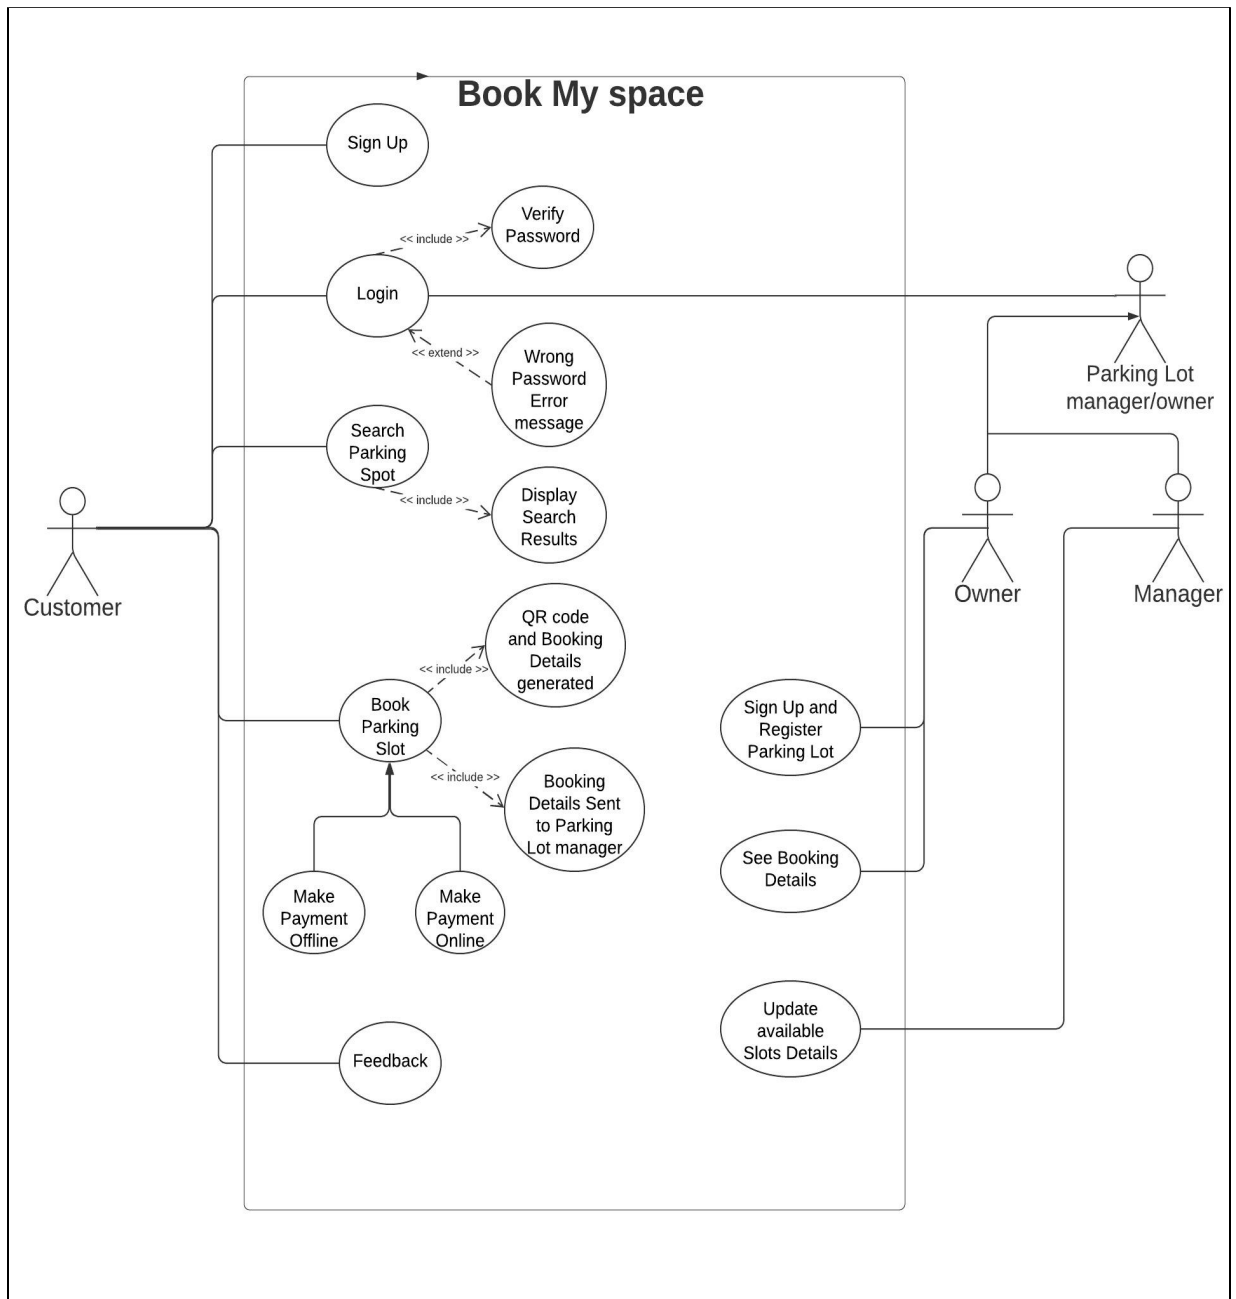 Book My space
Sign Up
Verify
Password
<< include >>
Login
<< extend >>
Wrong
Password
Error
message
Parking Lot
manager/owner
Search
Parking
Spot
<< include >>
Display
Search
Results
Customer
Owner
Manager
QR code
and Booking
Details
generated
<< include >>
Book
Parking
Slot
<< include >>
Booking
Details Sent
to Parking
Lot manager
Sign Up and
Register
Parking Lot
See Booking
Details
Make
Payment
Offline
Make
Payment
Online
Update
available
Slots Details
Feedback